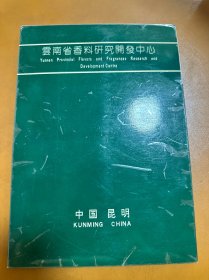 雲南省香料研究開發中心
Yunnan Provincial Flavors and Fragrances Research and
Development Centre
中国 昆明
KUNMING CHINA